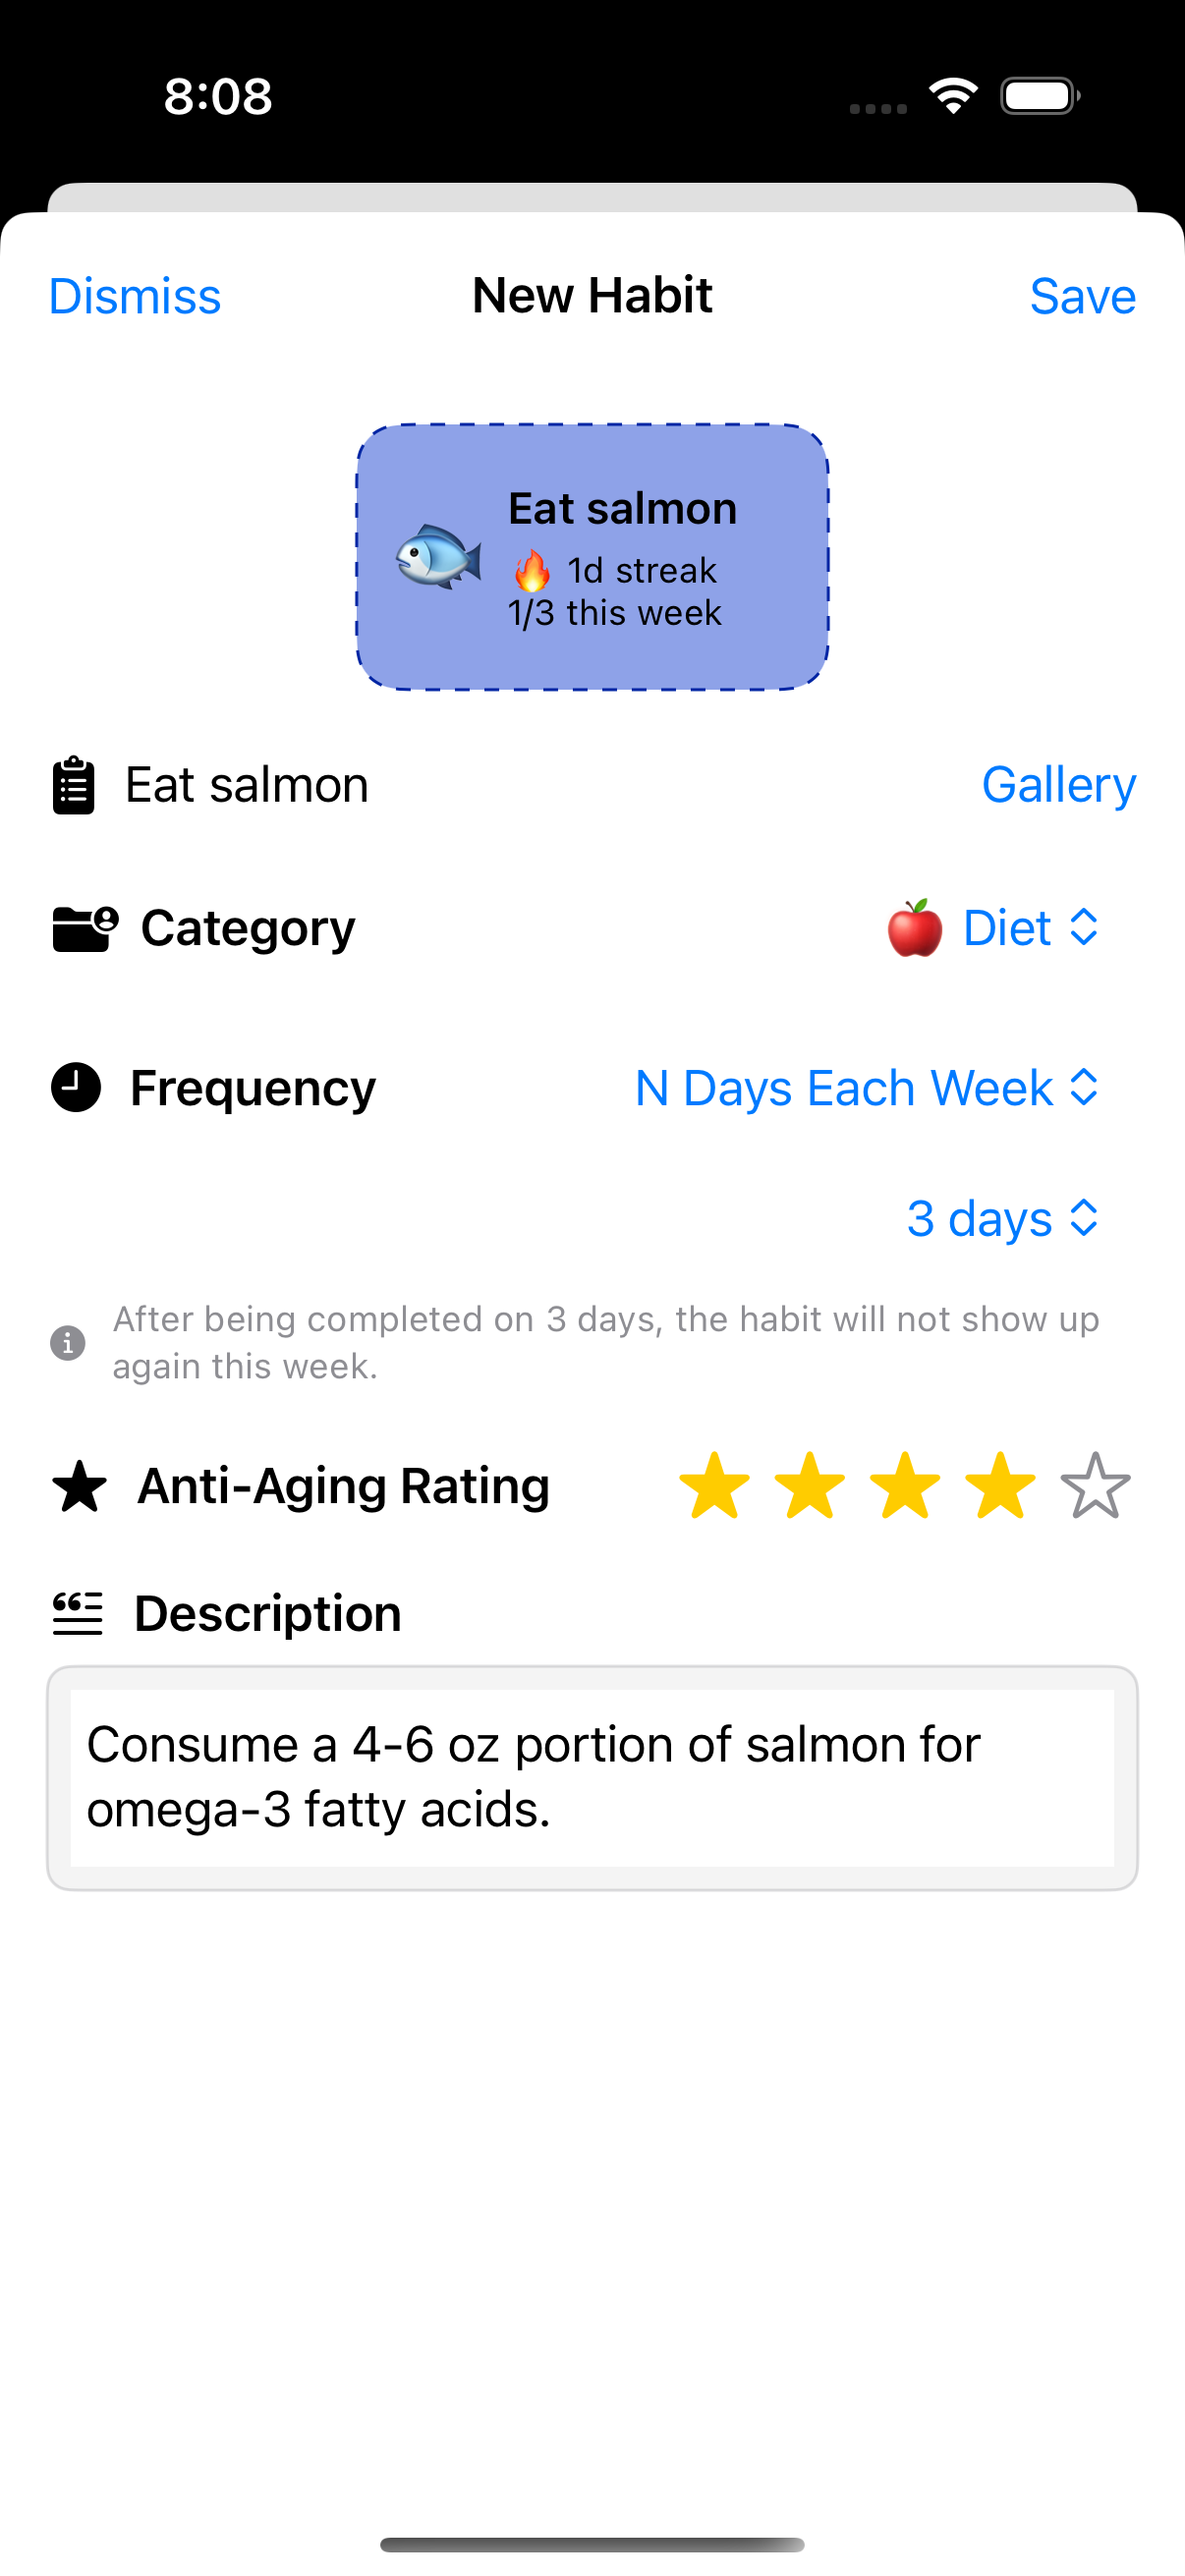 8:08
Dismiss New Habit Save
Eat salmon
🔥 1d streak
1/3 this week
Eat salmon Gallery
Category 🍎 Diet
Frequency N Days Each Week
3 days
After being completed on 3 days, the habit will not show up
again this week.
Anti-Aging Rating
Description
Consume a 4-6 oz portion of salmon for
omega-3 fatty acids.